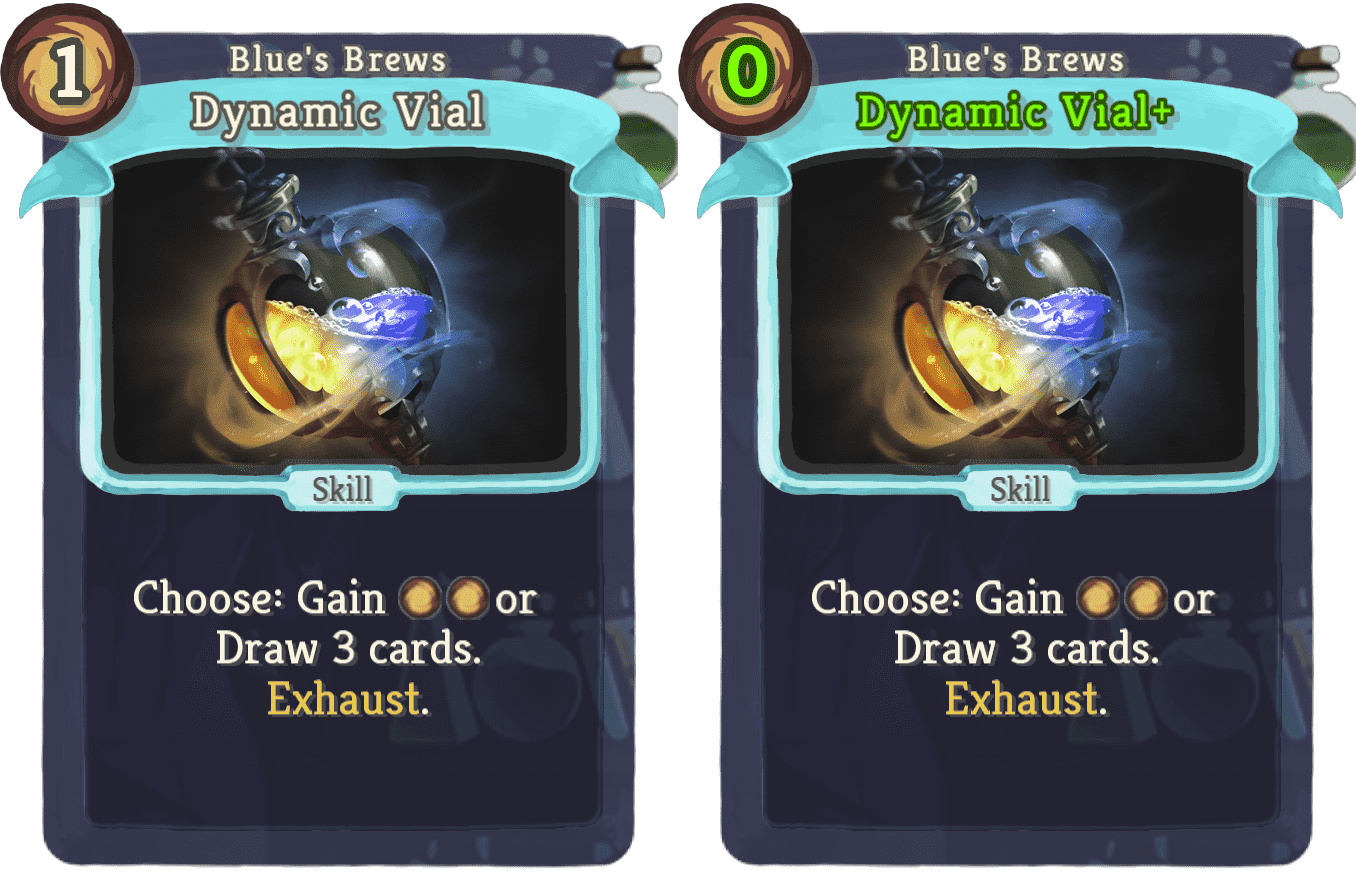 1
Blue's Brews
Dynamic Vial
Skill
Choose: Gain or
Draw 3 cards.
Exhaust.
0
Blue's Brews
Dynamic Vial+
Skill
Choose: Gain or
Draw 3 cards.
Exhaust.